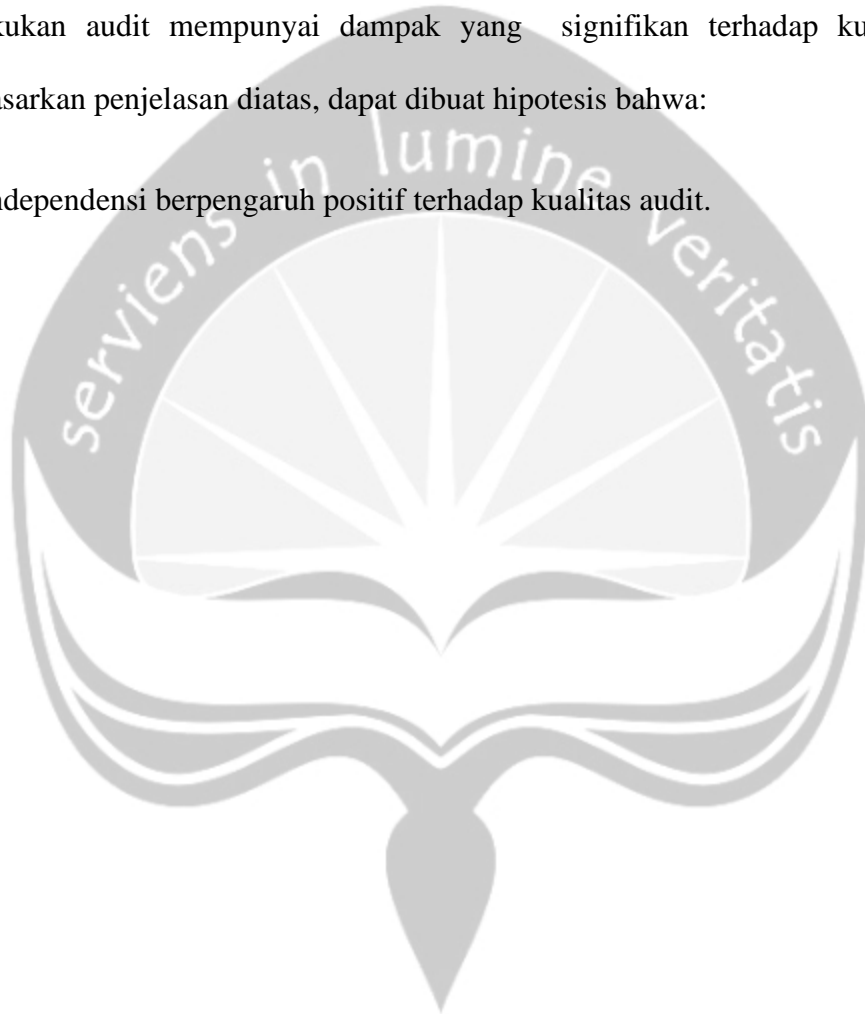 kukan audit mempunyai dampak yang signifikan terhadap ku
asarkan penjelasan diatas, dapat dibuat hipotesis bahwa:
ndependensi berpengaruh positif terhadap kualitas audit.
serviens in lumine veritatis